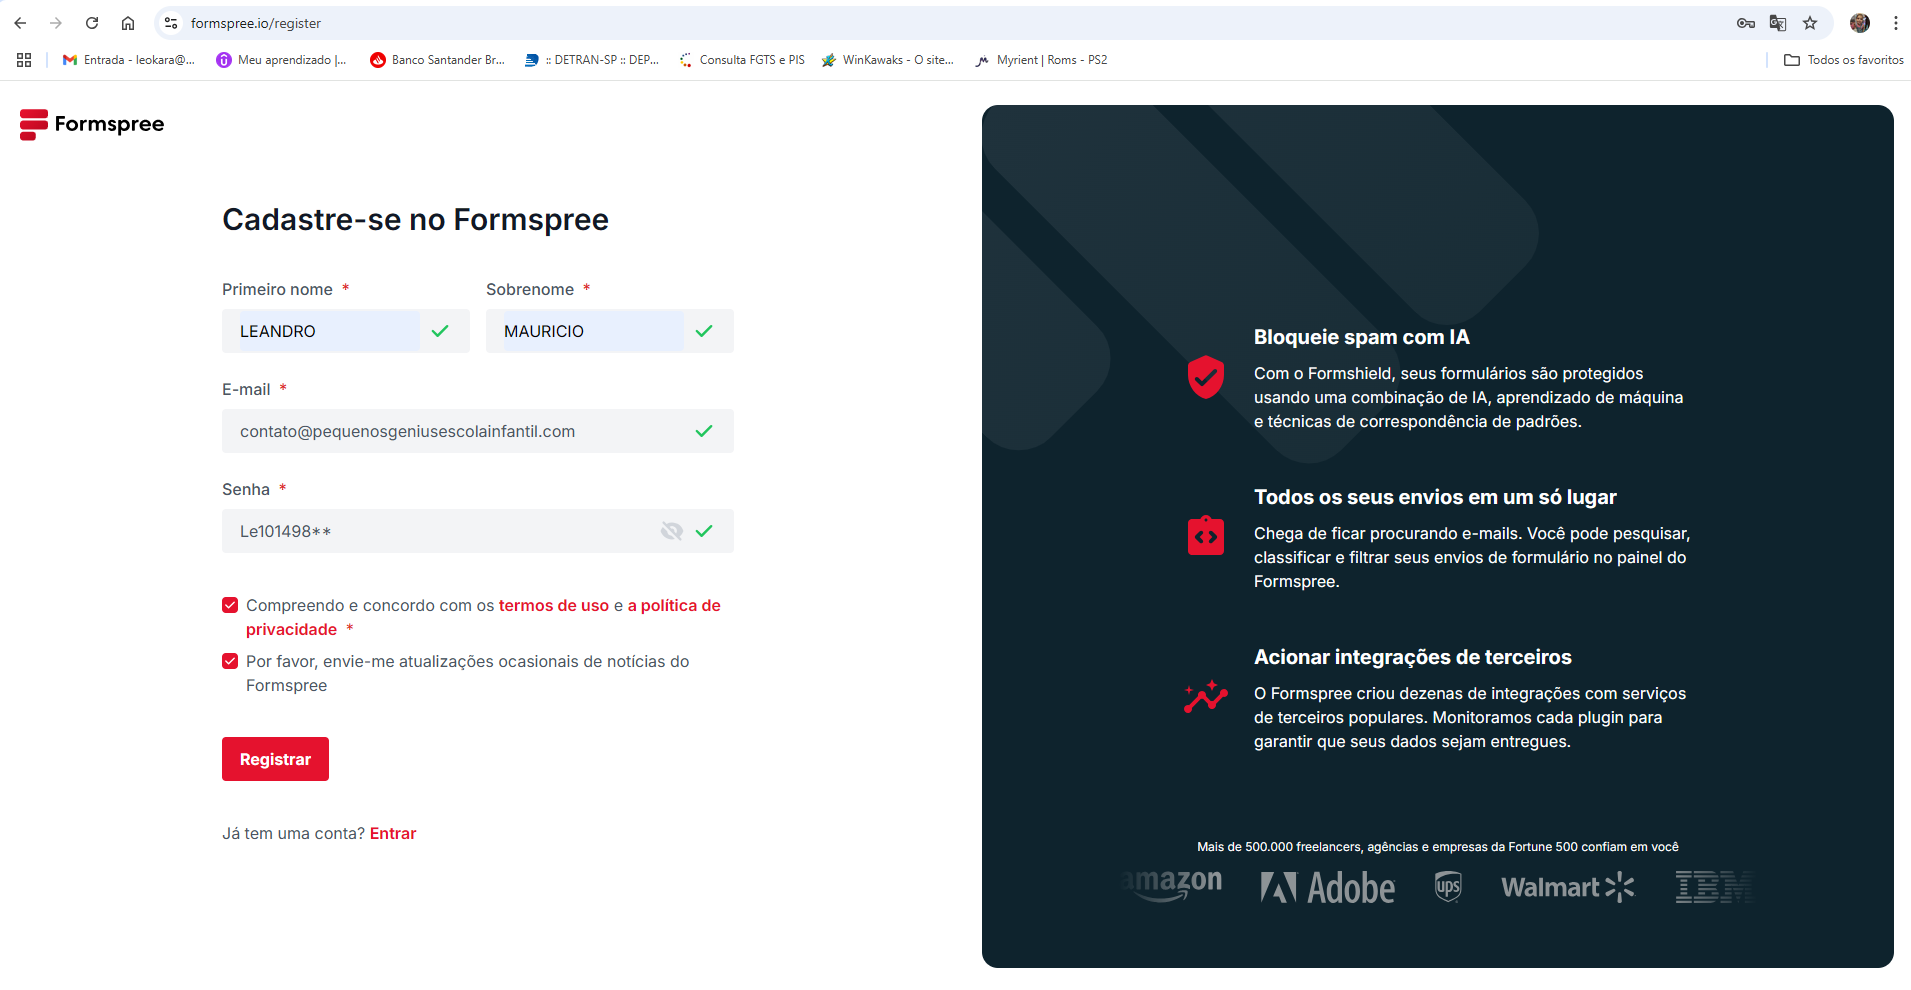 formspree.io/register
Entrada - leokara@...
Meu aprendizado |...
Banco Santander Br...
:: DETRAN-SP :: DEP...
Consulta FGTS e PIS
WinKawaks - O site...
Myrient | Roms - PS2
Todos os favoritos
Formspree
Cadastre-se no Formspree
Primeiro nome *
Sobrenome *
LEANDRO
MAURICIO
E-mail *
contato@pequenosgeniusescolainfantil.com
Senha *
Le101498**
Compreendo e concordo com os termos de uso e a política de
privacidade *
Por favor, envie-me atualizações ocasionais de notícias do
Formspree
Registrar
Já tem uma conta? Entrar
Bloqueie spam com IA
Com o Formshield, seus formulários são protegidos
usando uma combinação de IA, aprendizado de máquina
e técnicas de correspondência de padrões.
Todos os seus envios em um só lugar
Chega de ficar procurando e-mails. Você pode pesquisar,
classificar e filtrar seus envios de formulário no painel do
Formspree.
Acionar integrações de terceiros
O Formspree criou dezenas de integrações com serviços
de terceiros populares. Monitoramos cada plugin para
garantir que seus dados sejam entregues.
Mais de 500.000 freelancers, agências e empresas da Fortune 500 confiam em você
amazon
Adobe
ups
Walmart
IBM